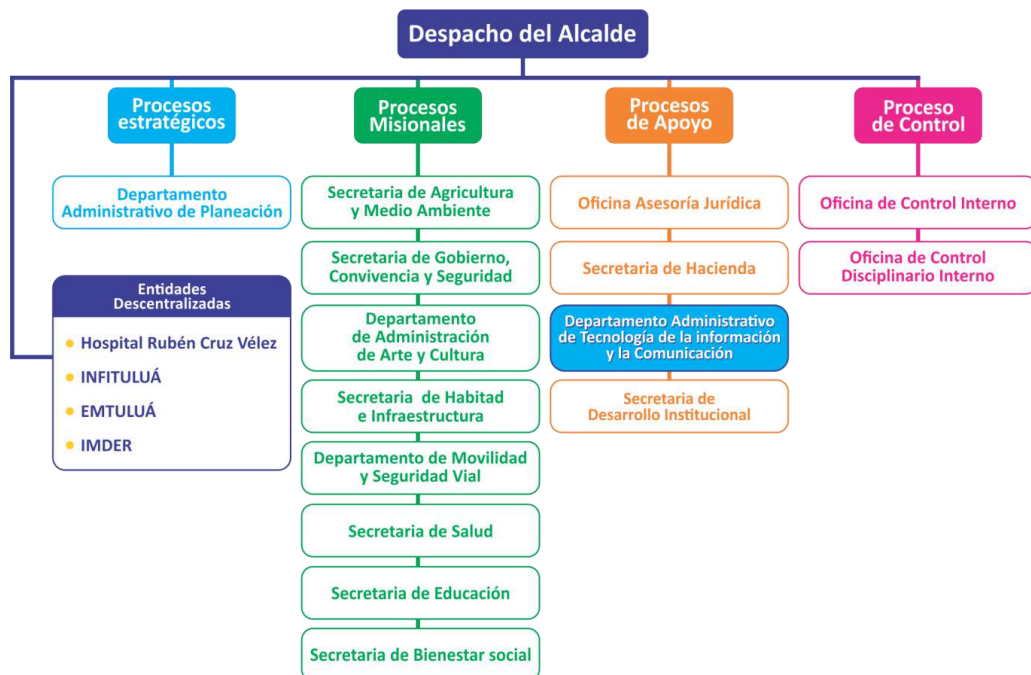 Despacho del Alcalde
Procesos
estratégicos
Departamento
Administrativo de Planeación
Entidades
Descentralizadas
Hospital Rubén Cruz Vélez
INFITULUÁ
EMTULUÁ
IMDER
Procesos
Misionales
Secretaria de Agricultura
y Medio Ambiente
Secretaria de Gobierno,
Convivencia y Seguridad
Departamento
de Administración
de Arte y Cultura
Secretaria de Habitad
e Infraestructura
Departamento de Movilidad
y Seguridad Vial
Secretaria de Salud
Secretaria de Educación
Secretaria de Bienestar social
Procesos
de Apoyo
Oficina Asesoría Jurídica
Secretaria de Hacienda
Departamento Administrativo
de Tecnología de la información
y la Comunicación
Secretaria de
Desarrollo Institucional
Proceso
de Control
Oficina de Control Interno
Oficina de Control
Disciplinario Interno